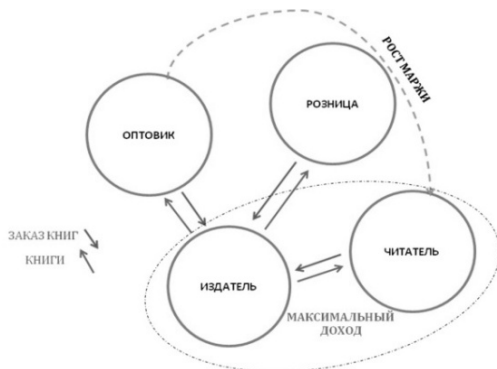 РОСТ МАРЖИ
ОПТОВИК
РОЗНИЦА
ЗАКАЗ КНИГ
КНИГИ
ИЗДАТЕЛЬ
ЧИТАТЕЛЬ
МАКСИМАЛЬНЫЙ
ДОХОД